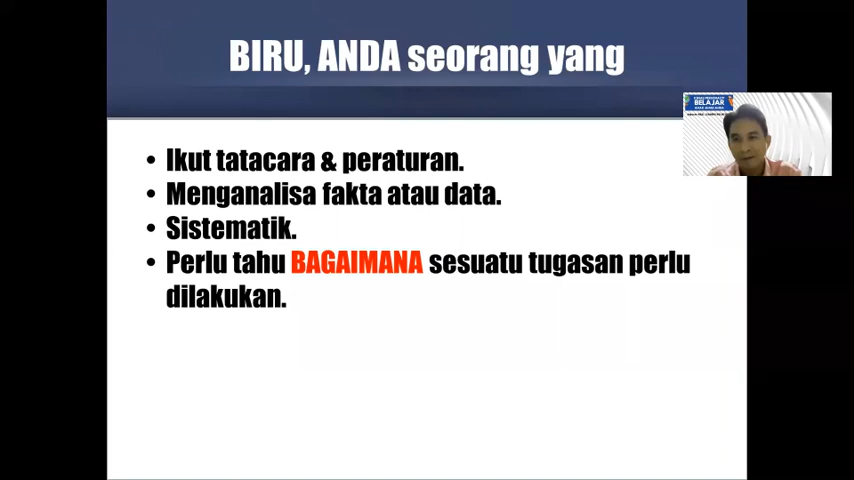 BIRU, ANDA seorang yang
BELAJAR
• Ikut tatacara & peraturan.
• Menganalisa fakta atau data.
• Sistematik.
• Perlu tahu BAGAIMANA sesuatu tugasan perlu
dilakukan.